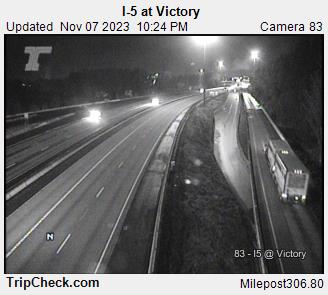 I-5 at Victory
Updated Nov 07 2023 10:24 PM Camera 83
T
N
83 - I5 @ Victory
TripCheck.com Milepost306.80